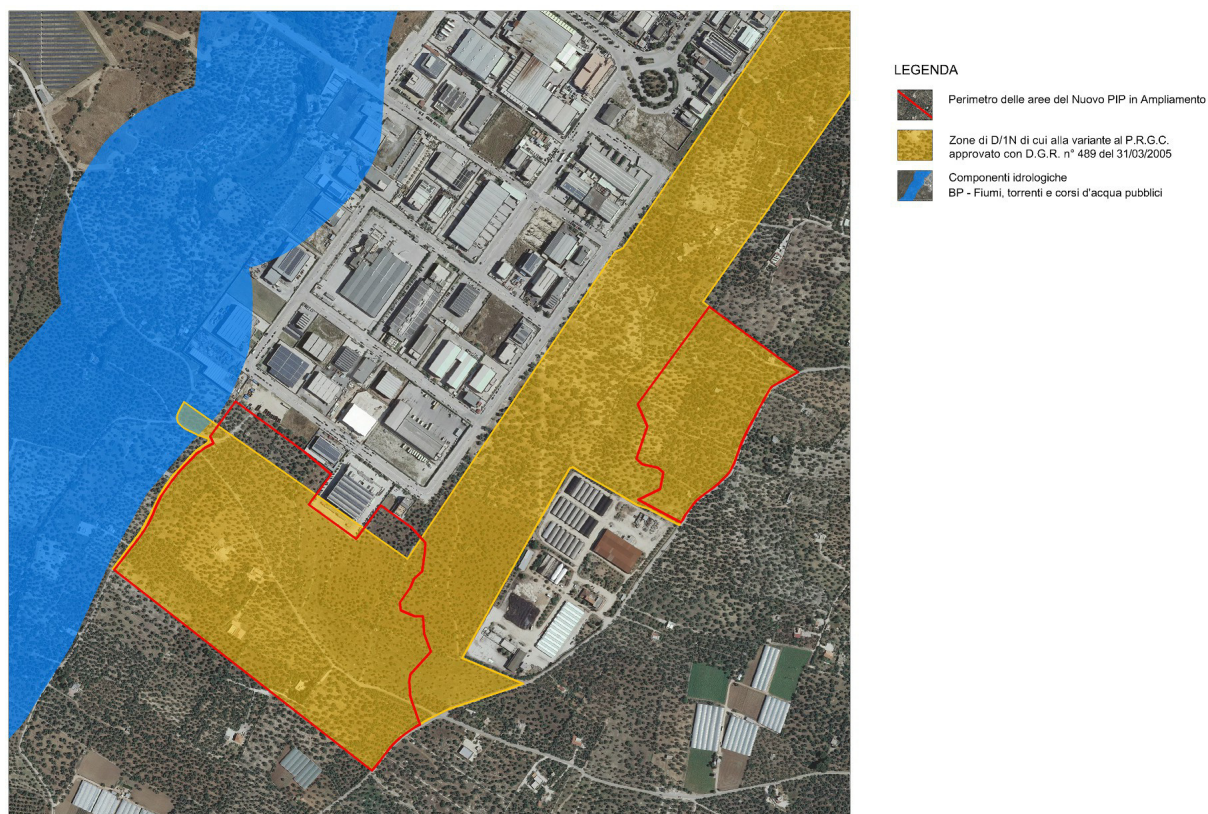 LEGENDA
Perimetro delle aree del Nuovo PIP in Ampliamento
Zone di D/1N di cui alla variante al P.R.G.C.
approvato con D.G.R. n° 489 del 31/03/2005
Componenti idrologiche
BP - Fiumi, torrenti e corsi d'acqua pubblici